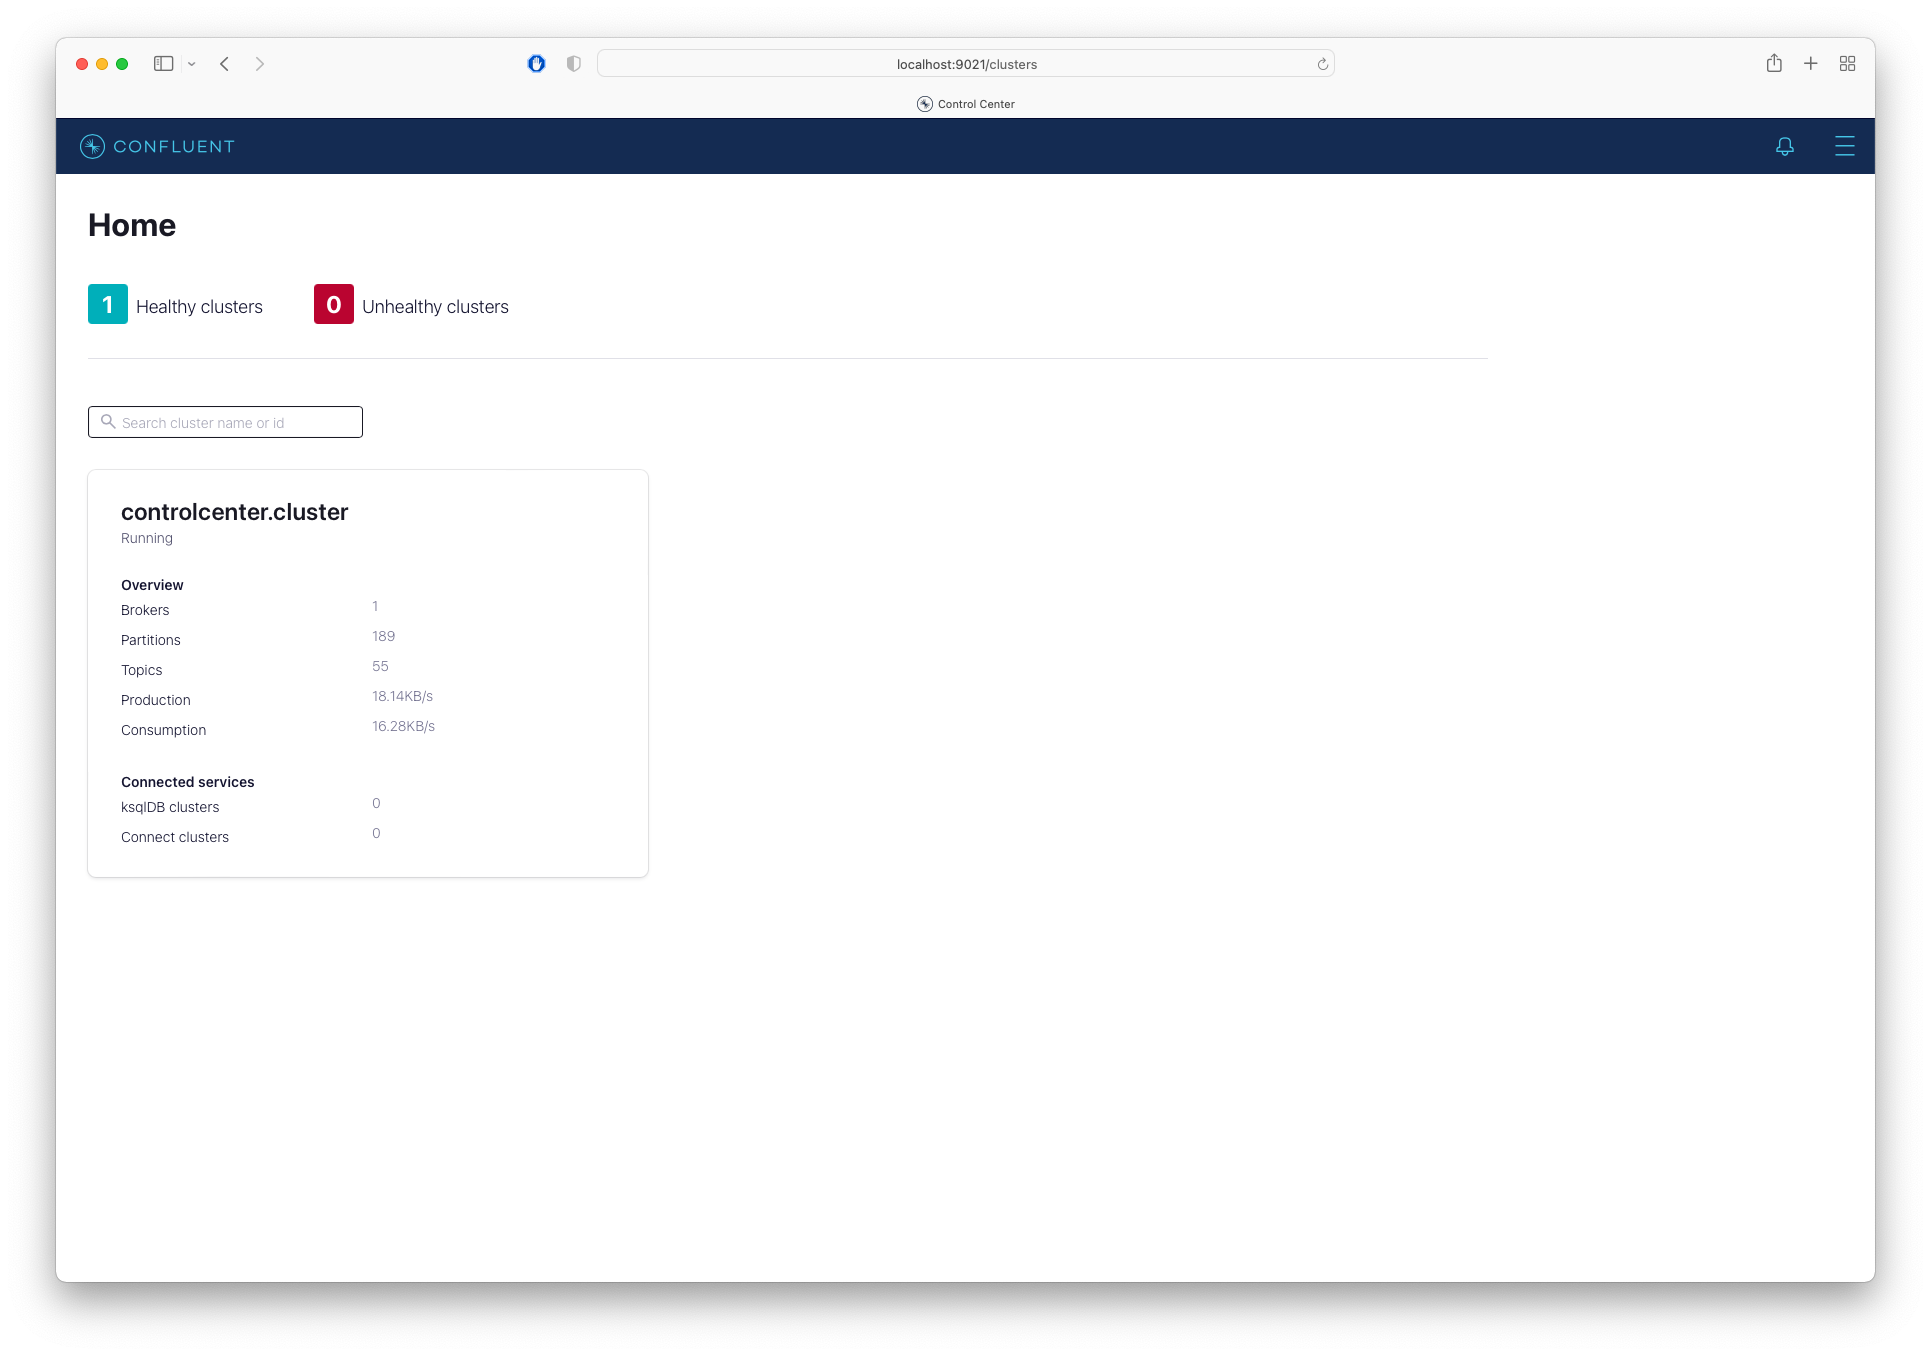 localhost:9021/clusters
Control Center
CONFLUENT
Home
1 Healthy clusters
0 Unhealthy clusters
Search cluster name or id
controlcenter.cluster
Running
Overview
Brokers 1
Partitions 189
Topics 55
Production 18.14KB/s
Consumption 16.28KB/s
Connected services
ksqlDB clusters 0
Connect clusters 0